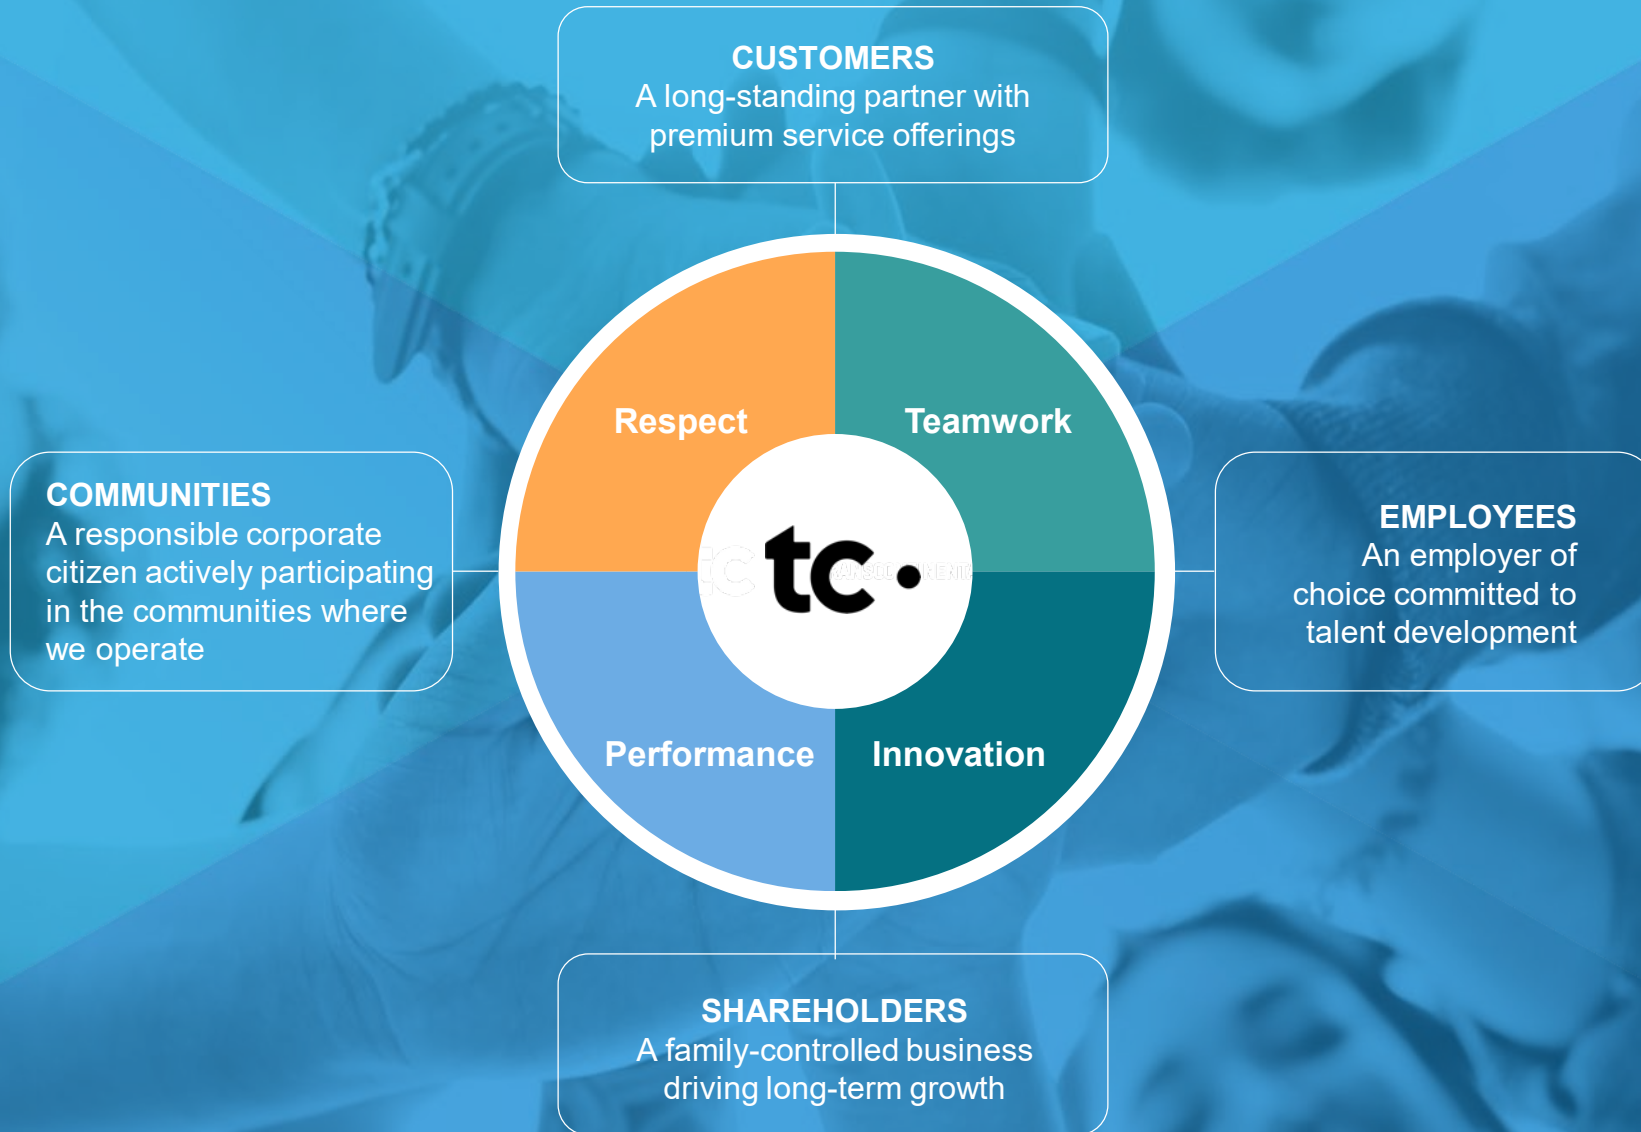 CUSTOMERS
A long-standing partner with
premium service offerings
Respect
Teamwork
COMMUNITIES
A responsible corporate
citizen actively participating
in the communities where
we operate
tc
EMPLOYEES
An employer of
choice committed to
talent development
Performance
Innovation
SHAREHOLDERS
A family-controlled business
driving long-term growth